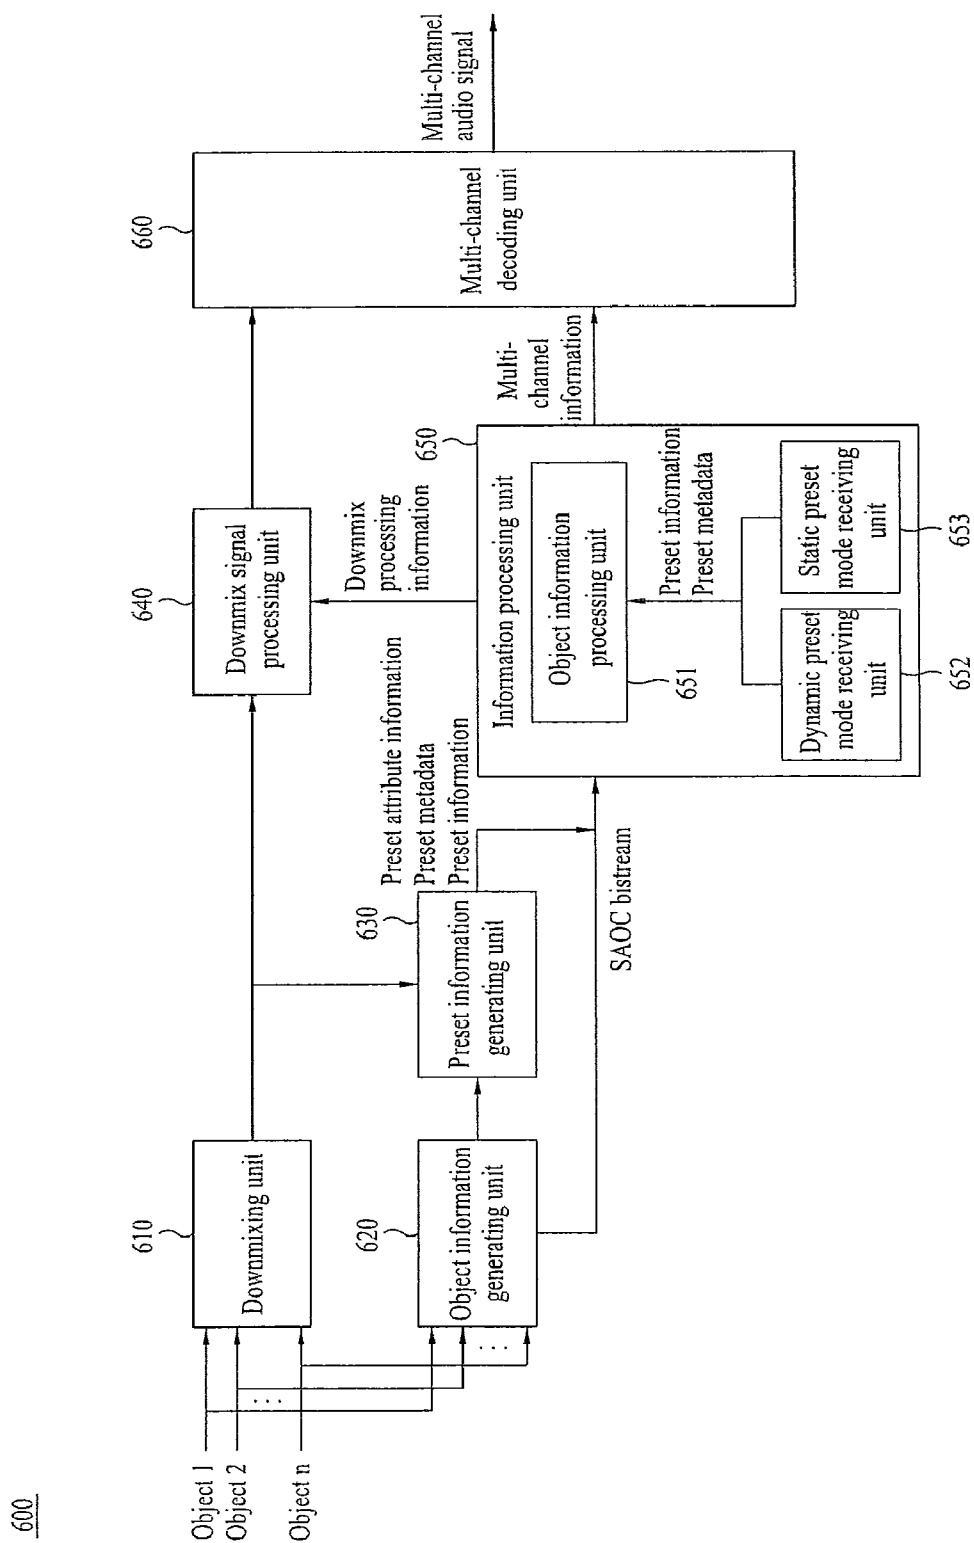 600
Object 1
Object 2
Object n
. . .
. . .
610
Downmixing unit
620
Object information
generating unit
630
Preset information
generating unit
Preset attribute information
Preset metadata
Preset information
SAOC bistream
640
Downmix signal
processing unit
Downmix
processing
information
650
Information processing unit
Object information
processing unit
651
Preset information
Preset metadata
Dynamic preset
mode receiving
unit
652
Static preset
mode receiving
unit
653
Multi-
channel
information
660
Multi-channel
decoding unit
Multi-channel
audio signal